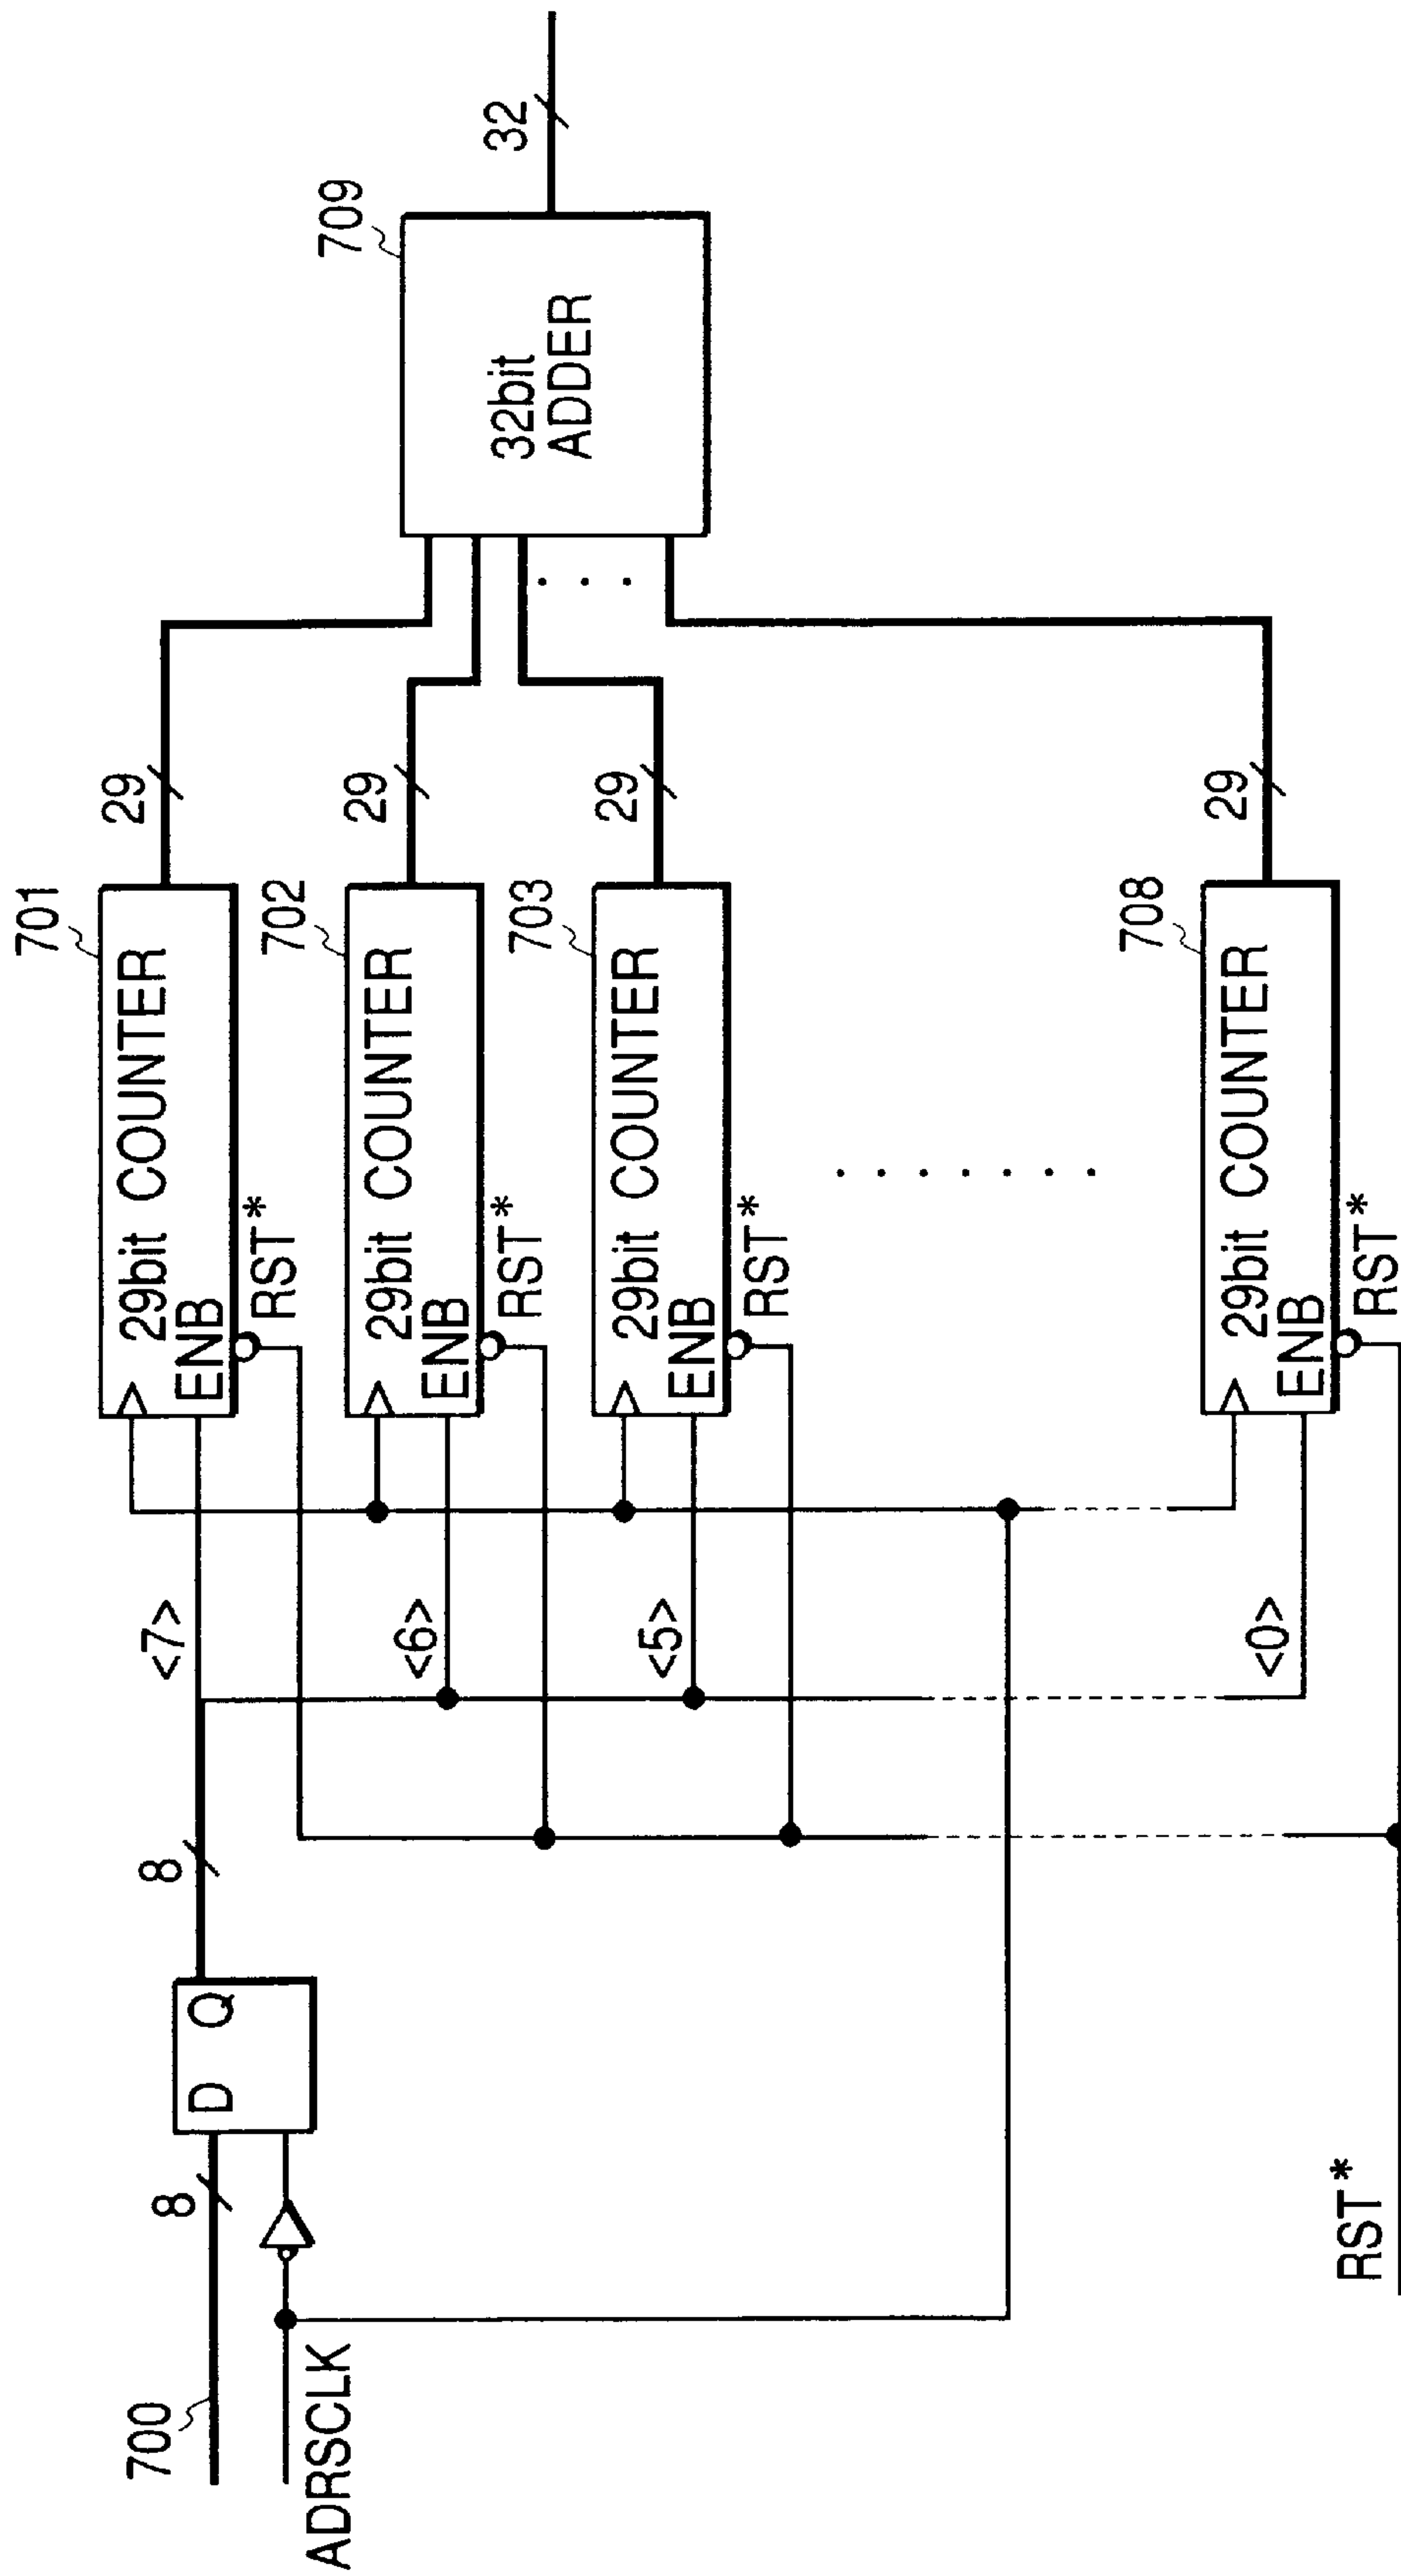 700
8
D Q
8
ADRSCLK
<7>
<6>
<5>
<0>
701
29bit COUNTER
ENB
RST*
29
702
29bit COUNTER
ENB
RST*
29
703
29bit COUNTER
ENB
RST*
29
708
29bit COUNTER
ENB
RST*
29
709
32bit
ADDER
32
RST*